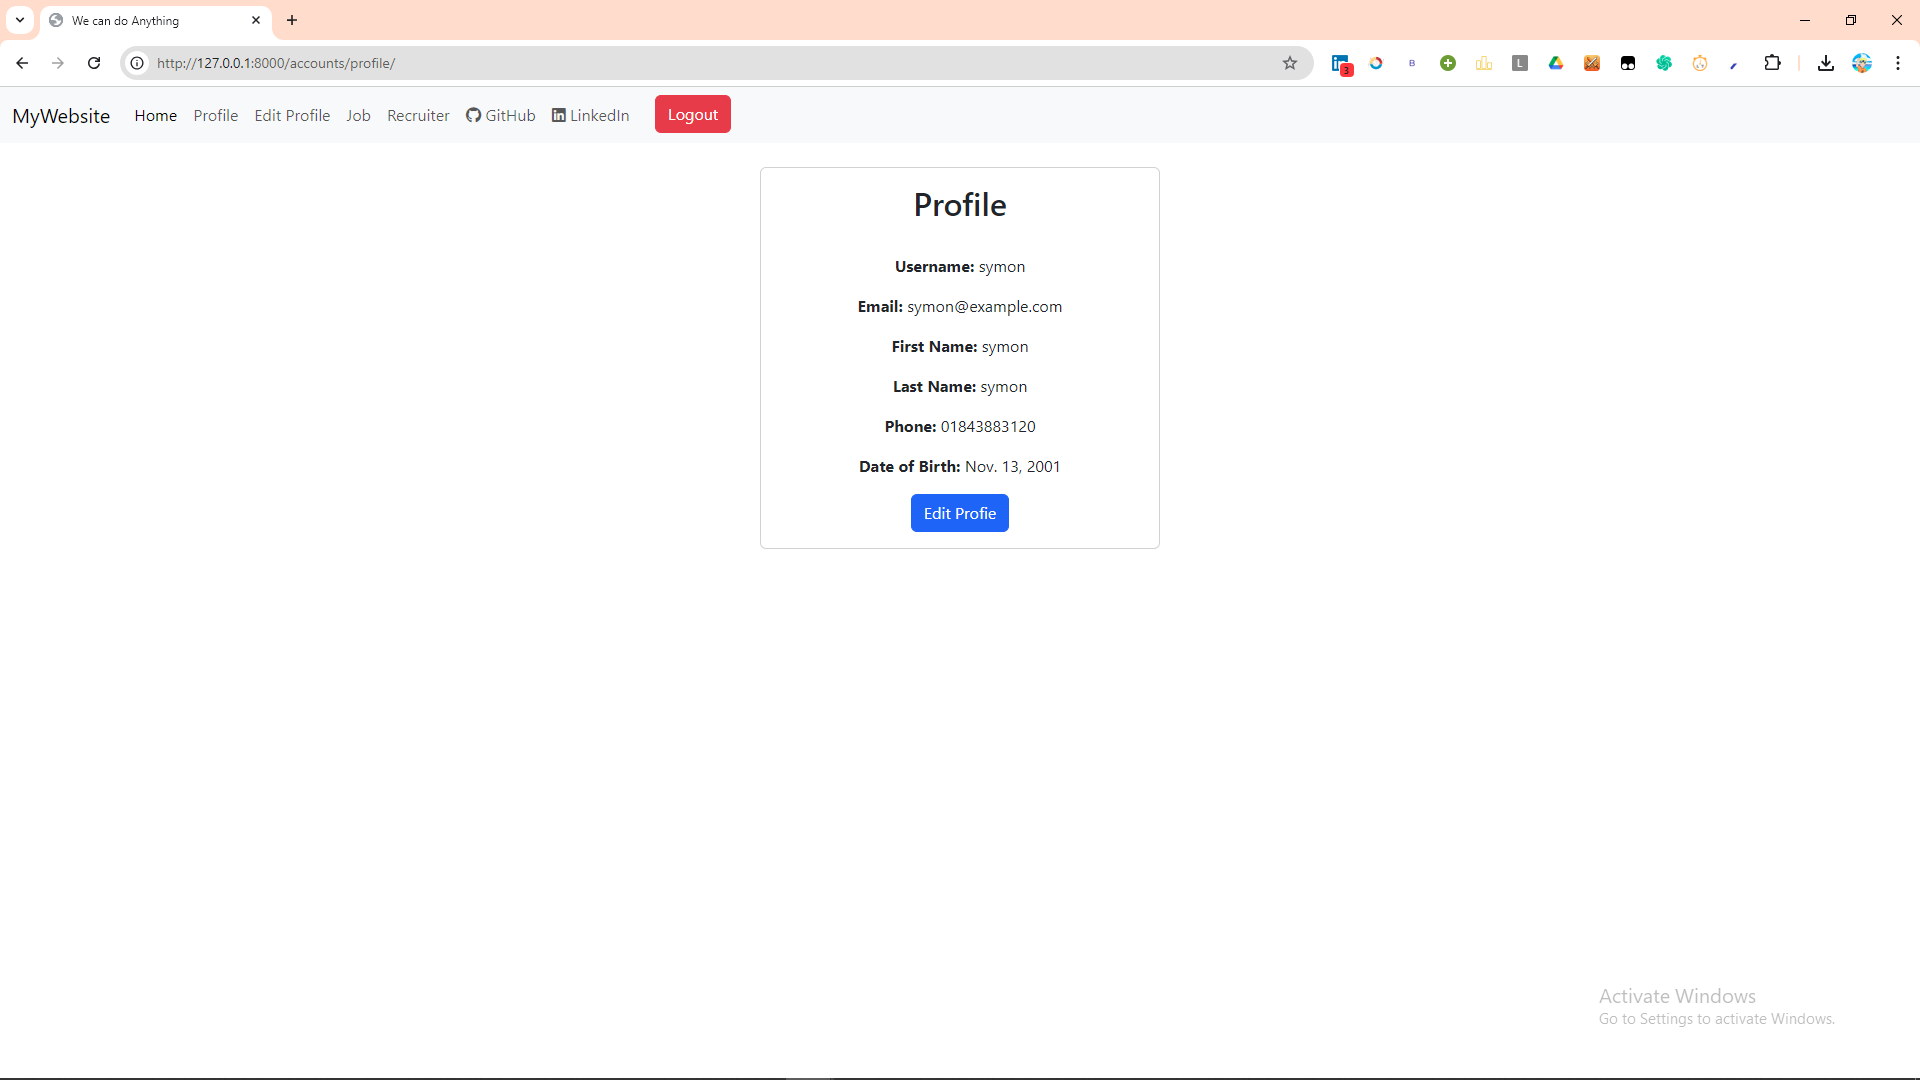 We can do Anything
http://127.0.0.1:8000/accounts/profile/
3
B
L
MyWebsite Home Profile Edit Profile Job Recruiter GitHub LinkedIn Logout
Profile
Username: symon
Email: symon@example.com
First Name: symon
Last Name: symon
Phone: 01843883120
Date of Birth: Nov. 13, 2001
Edit Profie
Activate Windows
Go to Settings to activate Windows.